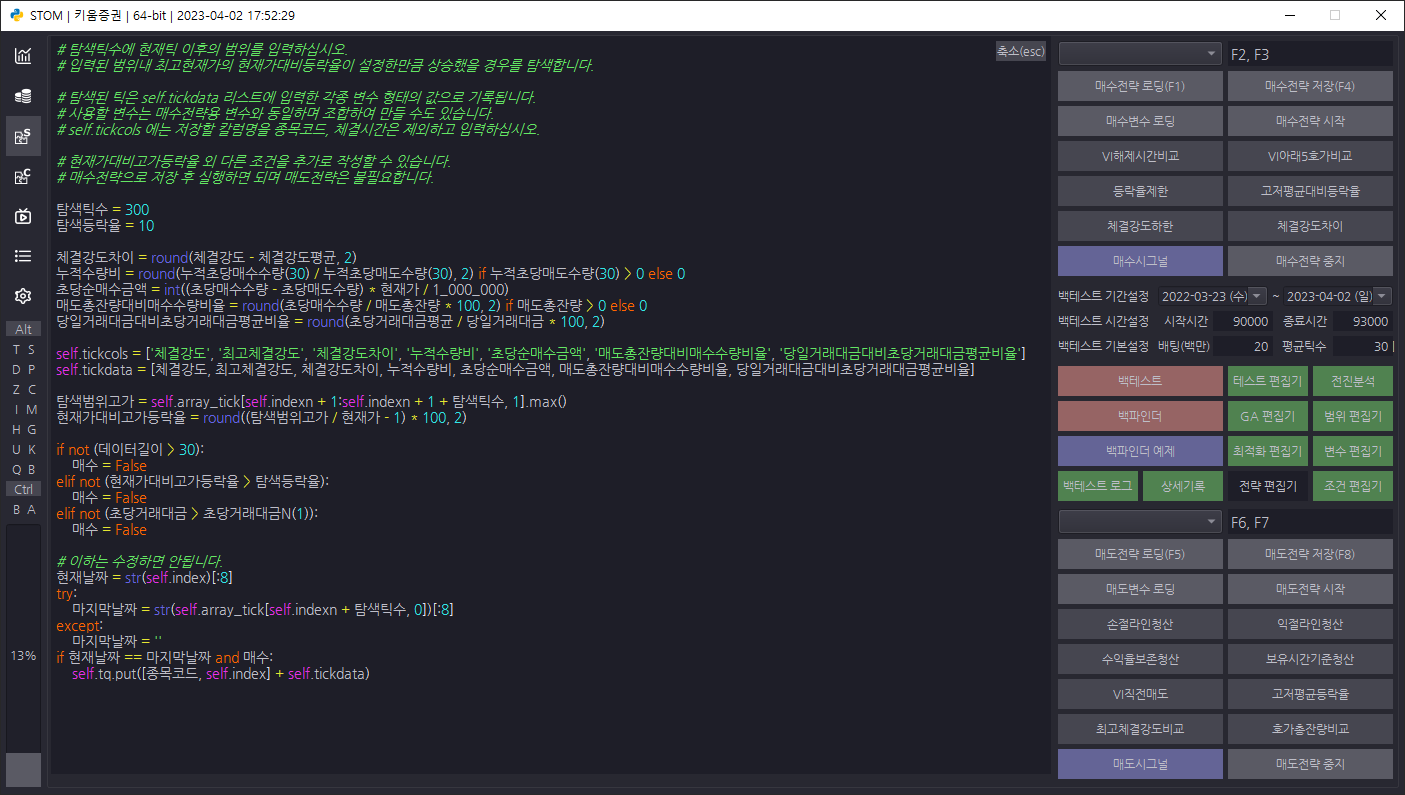 STOM | 키움증권 | 64-bit | 2023-04-02 17:52:29
# 탐색틱수에 현재틱 이후의 범위를 입력하십시오.
# 입력된 범위내 최고현재가의 현재가대비등락율이 설정한만큼 상승했을 경우를 탐색합니다.
# 탐색된 틱은 self.tickdata 리스트에 입력한 각종 변수 형태의 값으로 기록됩니다.
# 사용할 변수는 매수전략용 변수와 동일하며 조합하여 만들 수도 있습니다.
# self.tickcols 에는 저장할 칼럼명을 종목코드, 체결시간은 제외하고 입력하십시오.
# 현재가대비고가등락율 외 다른 조건을 추가로 작성할 수 있습니다.
# 매수전략으로 저장 후 실행하면 되며 매도전략은 불필요합니다.
탐색틱수 = 300
탐색등락율 = 10
체결강도차이 = round(체결강도 - 체결강도평균, 2)
누적수량비 = round(누적초당매수수량(30) / 누적초당매도수량(30), 2) if 누적초당매도수량(30) > 0 else 0
초당순매수금액 = int((초당매수수량 - 초당매도수량) * 현재가 / 1_000_000)
매도총잔량대비매수수량비율 = round(초당매수수량 / 매도총잔량 * 100, 2) if 매도총잔량 > 0 else 0
당일거래대금대비초당거래대금평균비율 = round(초당거래대금평균 / 당일거래대금 * 100, 2)
self.tickcols = ['체결강도', '최고체결강도', '체결강도차이', '누적수량비', '초당순매수금액', '매도총잔량대비매수수량비율', '당일거래대금대비초당거래대금평균비율']
self.tickdata = [체결강도, 최고체결강도, 체결강도차이, 누적수량비, 초당순매수금액, 매도총잔량대비매수수량비율, 당일거래대금대비초당거래대금평균비율]
탐색범위고가 = self.array_tick[self.indexn + 1:self.indexn + 1 + 탐색틱수, 1].max()
현재가대비고가등락율 = round((탐색범위고가 / 현재가 - 1) * 100, 2)
if not (데이터길이 > 30):
    매수 = False
elif not (현재가대비고가등락율 > 탐색등락율):
    매수 = False
elif not (초당거래대금 > 초당거래대금N(1)):
    매수 = False
# 이하는 수정하면 안됩니다.
현재날짜 = str(self.index)[:8]
try:
    마지막날짜 = str(self.array_tick[self.indexn + 탐색틱수, 0])[:8]
except:
    마지막날짜 = ''
if 현재날짜 == 마지막날짜 and 매수:
    self.tq.put([종목코드, self.index] + self.tickdata)
축소(esc)
Alt
T S
D P
Z C
I M
H G
U K
Q B
Ctrl
B A
13%
F2, F3
매수전략 로딩(F1) 매수전략 저장(F4)
매수변수 로딩 매수전략 시작
VI해제시간비교 VI아래5호가비교
등락율제한 고저평균대비등락율
체결강도하한 체결강도차이
매수시그널 매수전략 중지
백테스트 기간설정 2022-03-23 (수) ~ 2023-04-02 (일)
백테스트 시간설정 시작시간 90000 종료시간 93000
백테스트 기본설정 배팅(백만) 20 평균틱수 30
백테스트 테스트 편집기 전진분석
백파인더 GA 편집기 범위 편집기
백파인더 예제 최적화 편집기 변수 편집기
백테스트 로그 상세기록 전략 편집기 조건 편집기
F6, F7
매도전략 로딩(F5) 매도전략 저장(F8)
매도변수 로딩 매도전략 시작
손절라인청산 익절라인청산
수익율보존청산 보유시간기준청산
VI직전매도 고저평균등락율
최고체결강도비교 호가총잔량비교
매도시그널 매도전략 중지